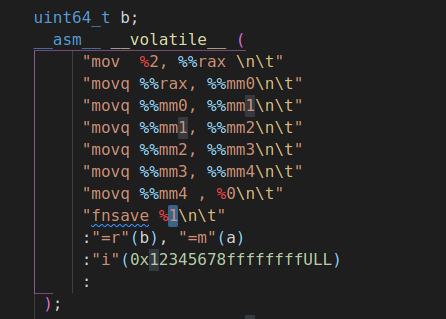 uint64_t b;
__asm__ __volatile__ (
"mov  %2, %%rax \n\t"
"movq %%rax, %%mm0\n\t"
"movq %%mm0, %%mm1\n\t"
"movq %%mm1, %%mm2\n\t"
"movq %%mm2, %%mm3\n\t"
"movq %%mm3, %%mm4\n\t"
"movq %%mm4 , %0\n\t"
"fnsave %1\n\t"
:"=r"(b), "=m"(a)
:"i"(0x12345678ffffffffULL)
:
);